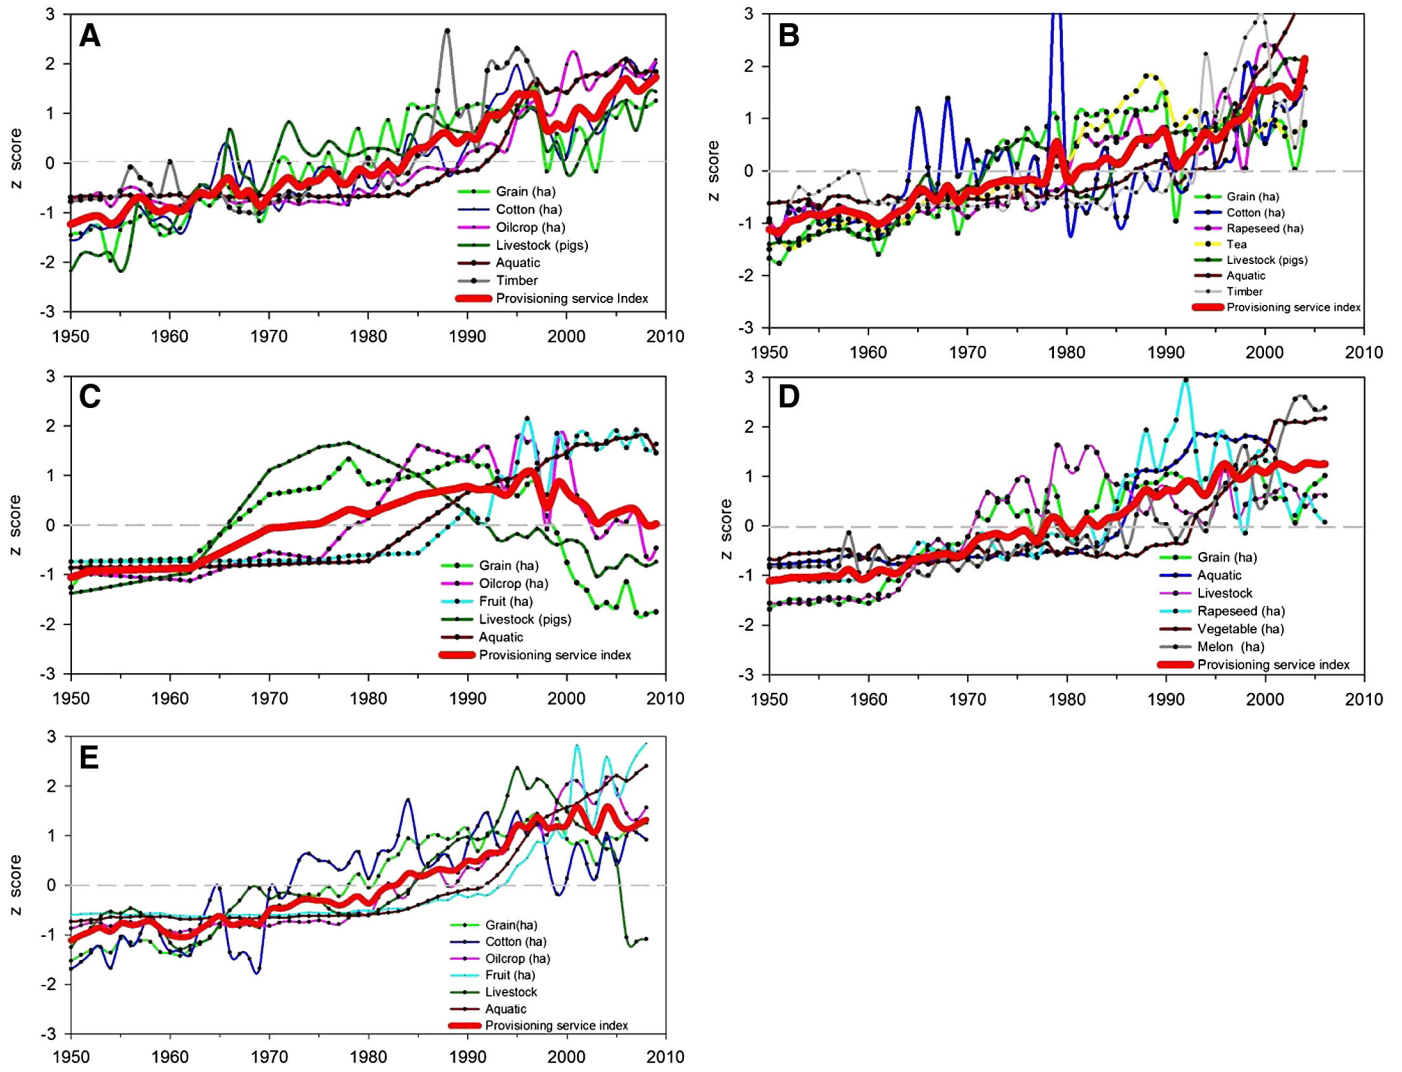 A
z score
3
2
1
0
-1
-2
-3
Grain (ha)
Cotton (ha)
Oilcrop (ha)
Livestock (pigs)
Aquatic
Timber
Provisioning service Index
1950 1960 1970 1980 1990 2000 2010
B
z score
3
2
1
0
-1
-2
-3
Grain (ha)
Cotton (ha)
Rapeseed (ha)
Tea
Livestock (pigs)
Aquatic
Timber
Provisioning service index
1950 1960 1970 1980 1990 2000 2010
C
z score
3
2
1
0
-1
-2
-3
Grain (ha)
Oilcrop (ha)
Fruit (ha)
Livestock (pigs)
Aquatic
Provisioning service index
1950 1960 1970 1980 1990 2000 2010
D
z score
3
2
1
0
-1
-2
-3
Grain (ha)
Aquatic
Livestock
Rapeseed (ha)
Vegetable (ha)
Melon (ha)
Provisioning service index
1950 1960 1970 1980 1990 2000 2010
E
z score
3
2
1
0
-1
-2
-3
Grain(ha)
Cotton (ha)
Oilcrop (ha)
Fruit (ha)
Livestock
Aquatic
Provisioning service index
1950 1960 1970 1980 1990 2000 2010